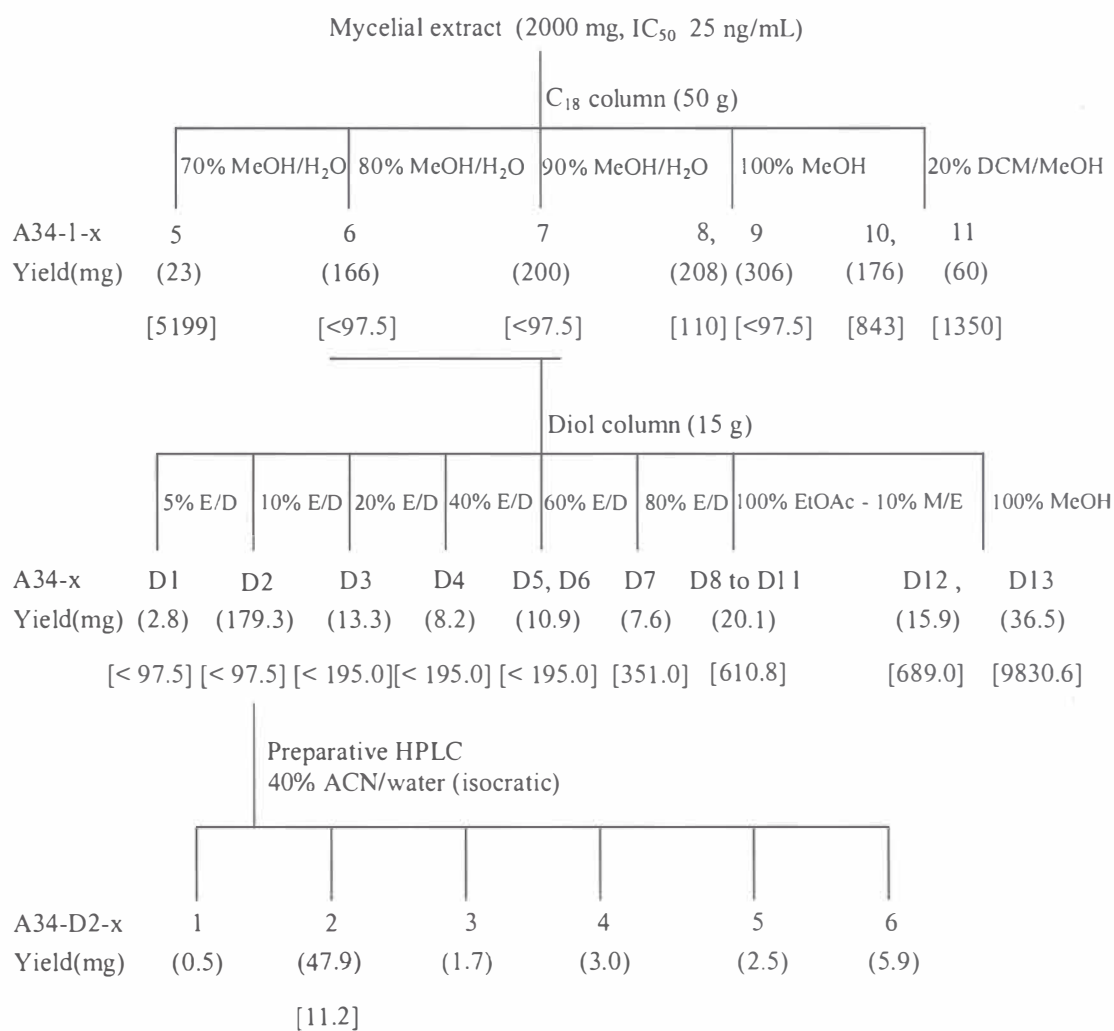 Mycelial extract (2000 mg, IC50 25 ng/mL)
C18 column (50 g)
70% MeOH/H2O 80% MeOH/H2O 90% MeOH/H2O 100% MeOH 20% DCM/MeOH
A34-1-x 5 6 7 8, 9 10, 11
Yield(mg) (23) (166) (200) (208) (306) (176) (60)
[5199] [<97.5] [<97.5] [110] [<97.5] [843] [1350]
Diol column (15 g)
5% E/D 10% E/D 20% E/D 40% E/D 60% E/D 80% E/D 100% EtOAc - 10% M/E 100% MeOH
A34-x D1 D2 D3 D4 D5, D6 D7 D8 to D11 D12 , D13
Yield(mg) (2.8) (179.3) (13.3) (8.2) (10.9) (7.6) (20.1) (15.9) (36.5)
[< 97.5] [< 97.5] [< 195.0] [< 195.0] [< 195.0] [351.0] [610.8] [689.0] [9830.6]
Preparative HPLC
40% ACN/water (isocratic)
A34-D2-x 1 2 3 4 5 6
Yield(mg) (0.5) (47.9) (1.7) (3.0) (2.5) (5.9)
[11.2]